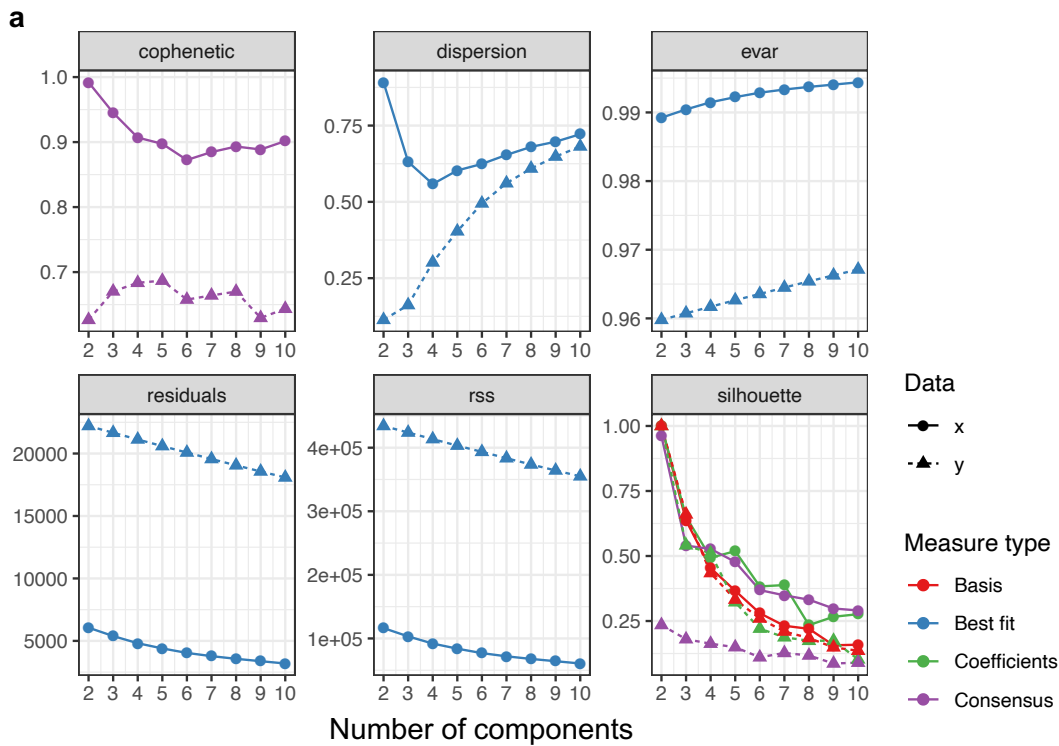 a
cophenetic
dispersion
evar
1.0
0.9
0.8
0.7
0.75
0.50
0.25
0.99
0.98
0.97
0.96
2 3 4 5 6 7 8 9 10
2 3 4 5 6 7 8 9 10
2 3 4 5 6 7 8 9 10
residuals
rss
silhouette
20000
15000
10000
5000
4e+05
3e+05
2e+05
1e+05
1.00
0.75
0.50
0.25
2 3 4 5 6 7 8 9 10
2 3 4 5 6 7 8 9 10
2 3 4 5 6 7 8 9 10
Number of components
Data
x
y
Measure type
Basis
Best fit
Coefficients
Consensus